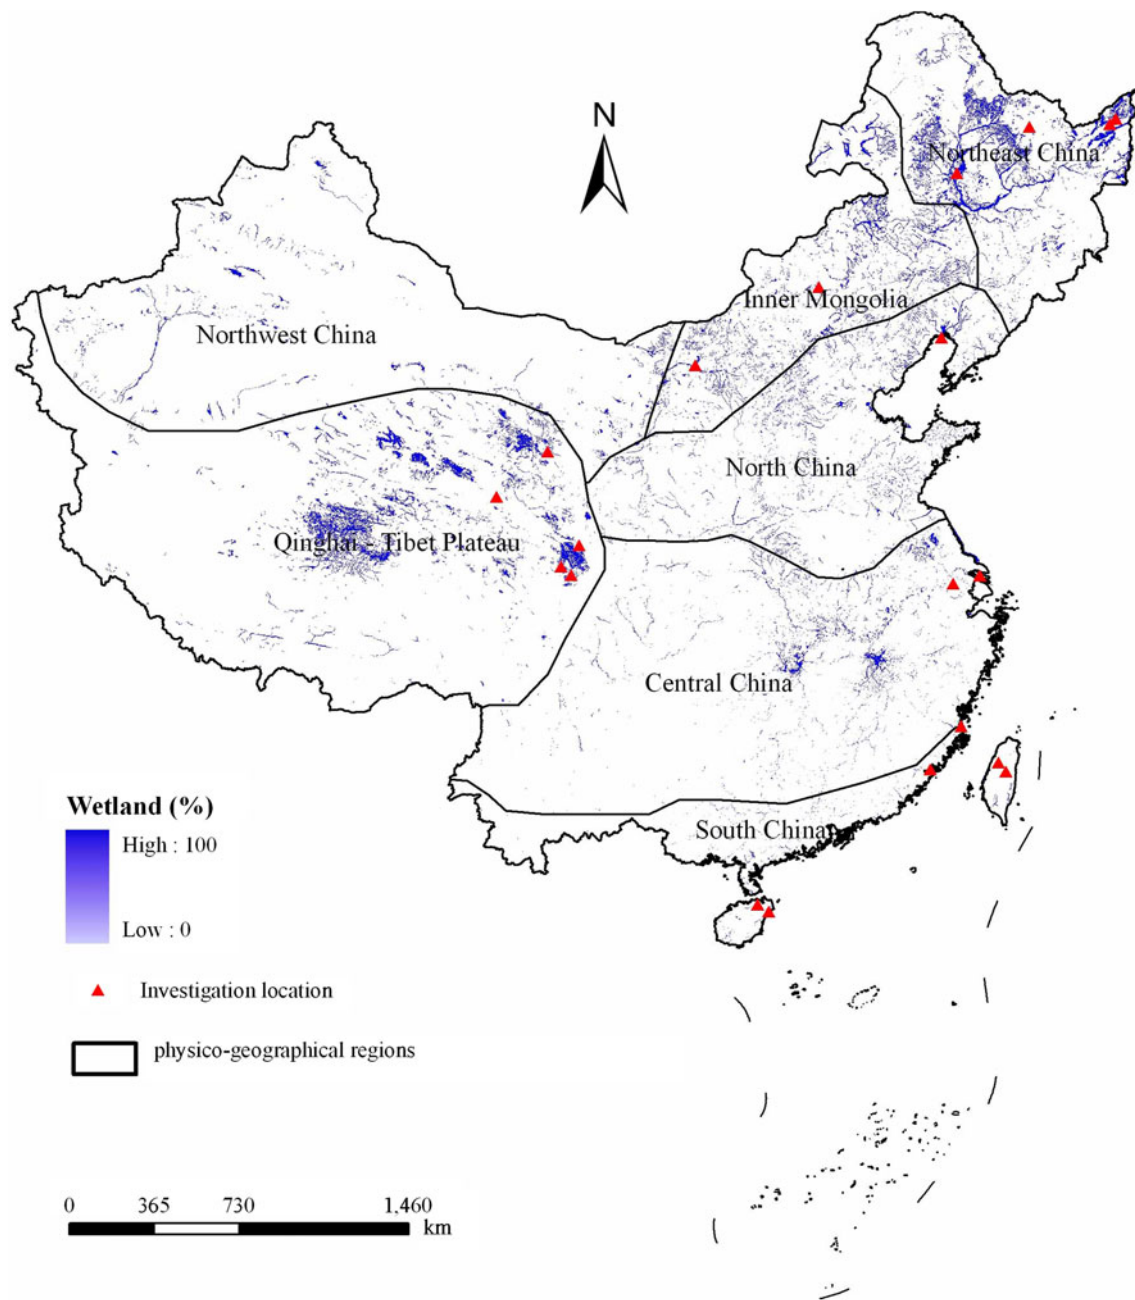 N
Northeast China
Inner Mongolia
Northwest China
North China
Qinghai - Tibet Plateau
Central China
South China
Wetland (%)
High : 100
Low : 0
Investigation location
physico-geographical regions
0 365 730 1,460
km